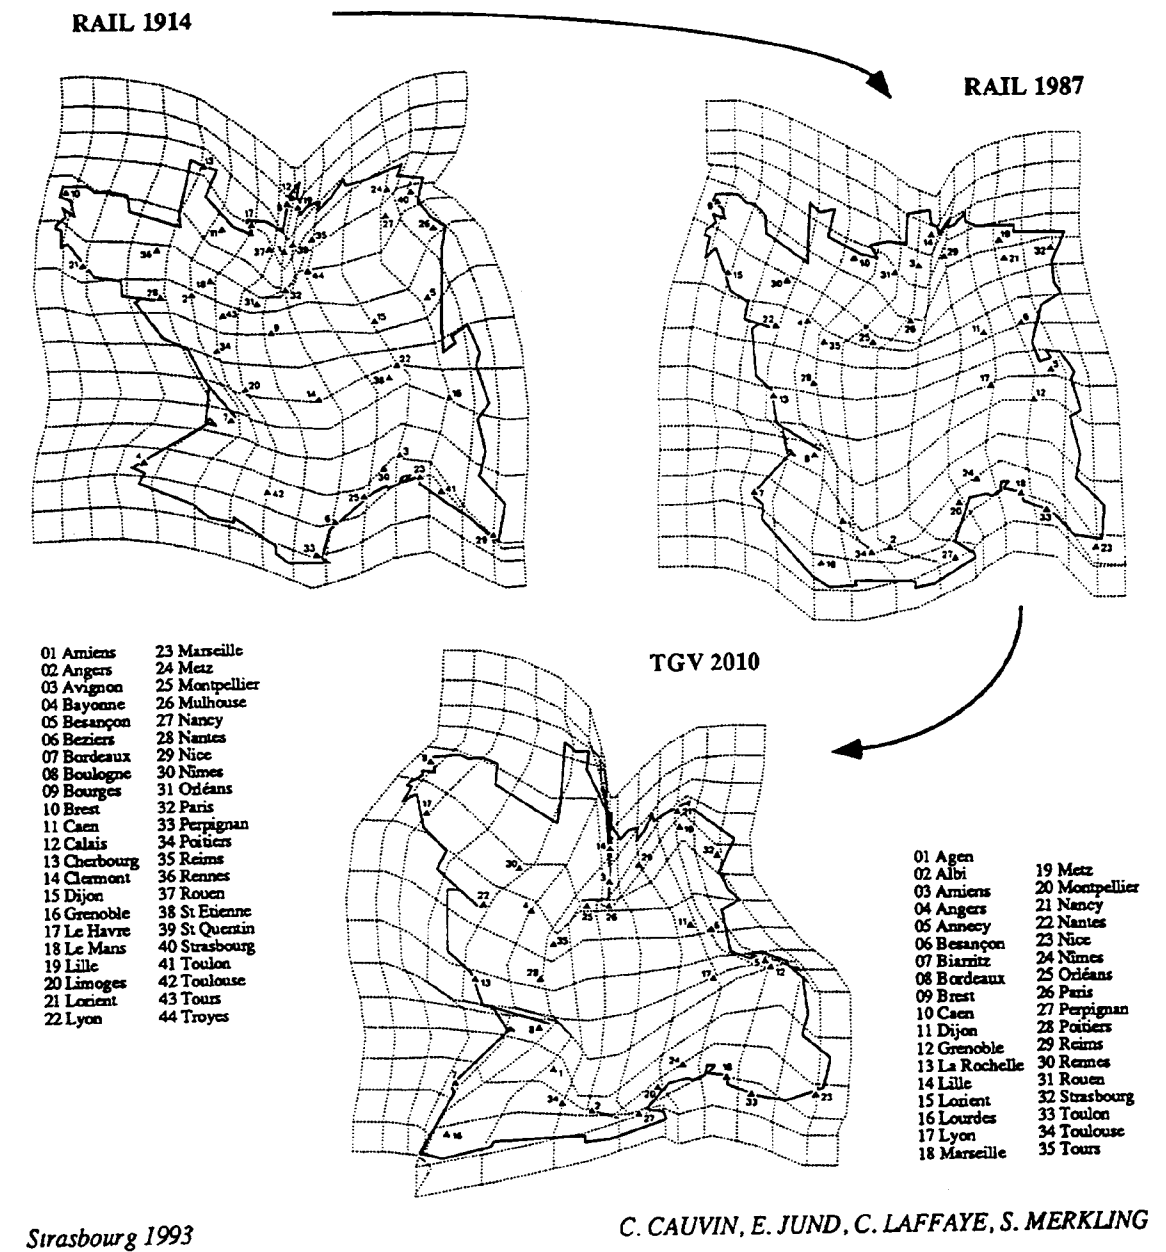 RAIL 1914
RAIL 1987
TGV 2010
01 Amiens
02 Angers
03 Avignon
04 Bayonne
05 Besançon
06 Beziers
07 Bordeaux
08 Boulogne
09 Bourges
10 Brest
11 Caen
12 Calais
13 Cherbourg
14 Clermont
15 Dijon
16 Grenoble
17 Le Havre
18 Le Mans
19 Lille
20 Limoges
21 Lorient
22 Lyon
23 Marseille
24 Metz
25 Montpellier
26 Mulhouse
27 Nancy
28 Nantes
29 Nice
30 Nîmes
31 Orléans
32 Paris
33 Perpignan
34 Poitiers
35 Reims
36 Rennes
37 Rouen
38 St Etienne
39 St Quentin
40 Strasbourg
41 Toulon
42 Toulouse
43 Tours
44 Troyes
01 Agen
02 Albi
03 Amiens
04 Angers
05 Annecy
06 Besançon
07 Biarritz
08 Bordeaux
09 Brest
10 Caen
11 Dijon
12 Grenoble
13 La Rochelle
14 Lille
15 Lorient
16 Lourdes
17 Lyon
18 Marseille
19 Metz
20 Montpellier
21 Nancy
22 Nantes
23 Nice
24 Nîmes
25 Orléans
26 Paris
27 Perpignan
28 Poitiers
29 Reims
30 Rennes
31 Rouen
32 Strasbourg
33 Toulon
34 Toulouse
35 Tours
Strasbourg 1993
C. CAUVIN, E. JUND, C. LAFFAYE, S. MERKLING